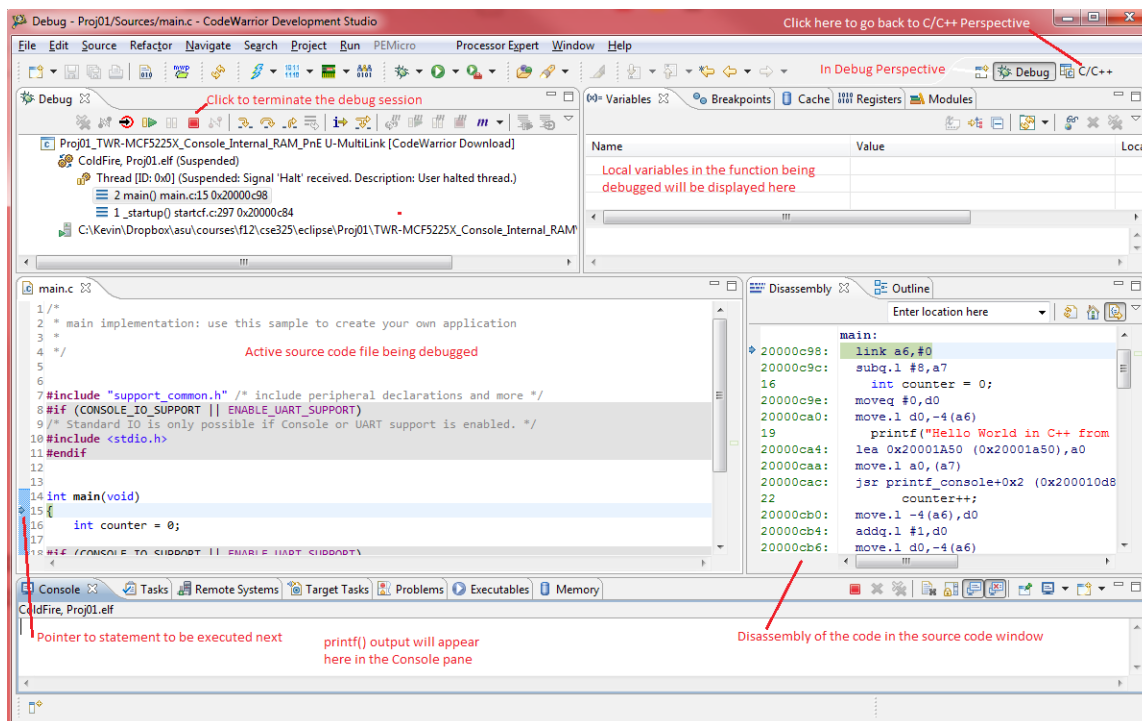 Debug - Proj01/Sources/main.c - CodeWarrior Development Studio
Click here to go back to C/C++ Perspective
File Edit Source Refactor Navigate Search Project Run PEMicro Processor Expert Window Help
In Debug Perspective
Debug
C/C++
Debug
Click to terminate the debug session
Proj01_TWR-MCF5225X_Console_Internal_RAM_PnE U-MultiLink [CodeWarrior Download]
ColdFire, Proj01.elf (Suspended)
Thread [ID: 0x0] (Suspended: Signal 'Halt' received. Description: User halted thread.)
2 main() main.c:15 0x20000c98
1 _startup() startcf.c:297 0x20000c84
C:\Kevin\Dropbox\asu\courses\f12\cse325\eclipse\Proj01\TWR-MCF5225X_Console_Internal_RAM\
(x)= Variables Breakpoints Cache Registers Modules
Name Value Loca
Local variables in the function being
debugged will be displayed here
main.c
1 /*
2 * main implementation: use this sample to create your own application
3 *
4 */
Active source code file being debugged
5
6
7 #include "support_common.h" /* include peripheral declarations and more */
8 #if (CONSOLE_IO_SUPPORT || ENABLE_UART_SUPPORT)
9 /* Standard IO is only possible if Console or UART support is enabled. */
10 #include <stdio.h>
11 #endif
12
13
14 int main(void)
15 {
16 int counter = 0;
17
18 #if (CONSOLE_IO_SUPPORT || ENABLE_UART_SUPPORT)
Disassembly Outline
Enter location here
main:
20000c98: link a6,#0
20000c9c: subq.l #8,a7
16 int counter = 0;
20000c9e: moveq #0,d0
20000ca0: move.l d0,-4(a6)
19 printf("Hello World in C++ from
20000ca4: lea 0x20001A50 (0x20001a50),a0
20000caa: move.l a0,(a7)
20000cac: jsr printf_console+0x2 (0x200010d8
22 counter++;
20000cb0: move.l -4(a6),d0
20000cb4: addq.l #1,d0
20000cb6: move.l d0,-4(a6)
Console Tasks Remote Systems Target Tasks Problems Executables Memory
ColdFire, Proj01.elf
Pointer to statement to be executed next
printf() output will appear
here in the Console pane
Disassembly of the code in the source code window